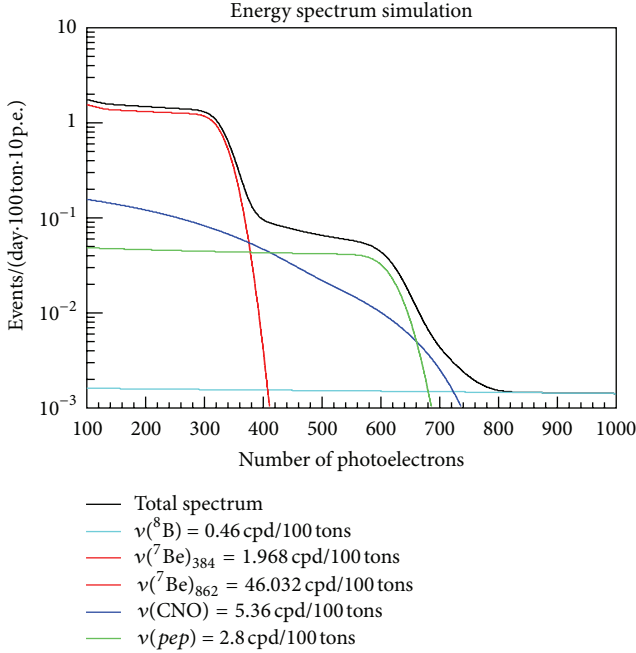 Energy spectrum simulation
10
1
10⁻¹
10⁻²
10⁻³
Events/(day·100 ton·10 p.e.)
100 200 300 400 500 600 700 800 900 1000
Number of photoelectrons
Total spectrum
ν(⁸B) = 0.46 cpd/100 tons
ν(⁷Be)₃₈₄ = 1.968 cpd/100 tons
ν(⁷Be)₈₆₂ = 46.032 cpd/100 tons
ν(CNO) = 5.36 cpd/100 tons
ν(pep) = 2.8 cpd/100 tons